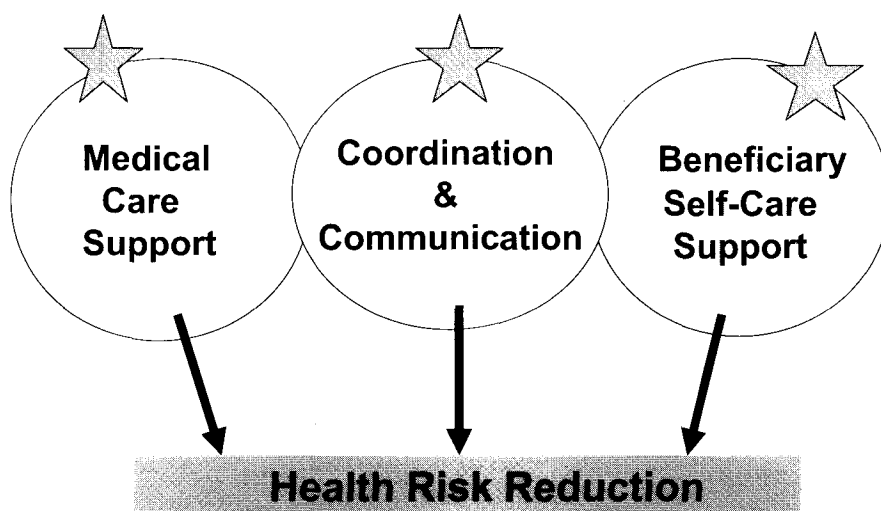 Medical
Care
Support
Coordination
&
Communication
Beneficiary
Self-Care
Support
Health Risk Reduction